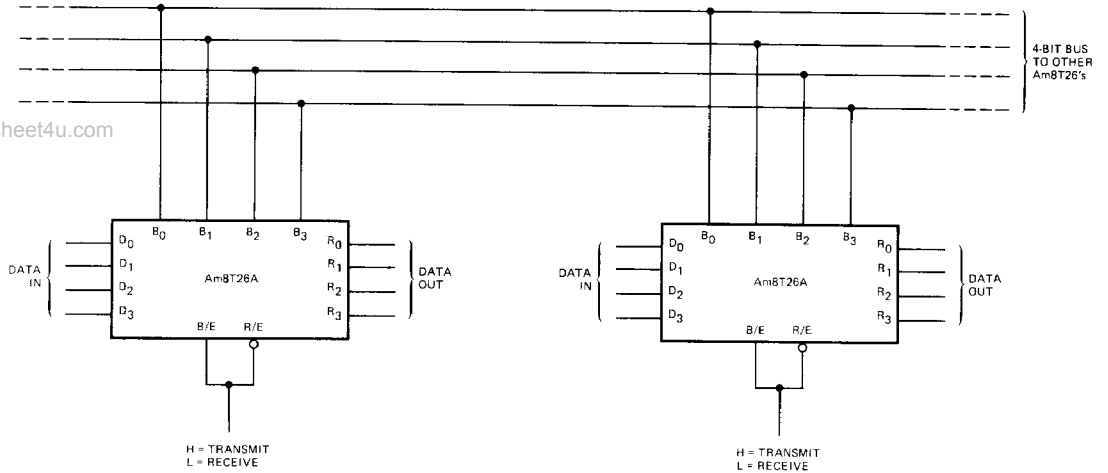 4-BIT BUS
TO OTHER
Am8T26's
sheet4u.com
B0 B1 B2 B3
D0
D1
D2
D3
DATA
IN
Am8T26A
R0
R1
R2
R3
DATA
OUT
B/E R/E
H = TRANSMIT
L = RECEIVE
B0 B1 B2 B3
D0
D1
D2
D3
DATA
IN
Am8T26A
R0
R1
R2
R3
DATA
OUT
B/E R/E
H = TRANSMIT
L = RECEIVE